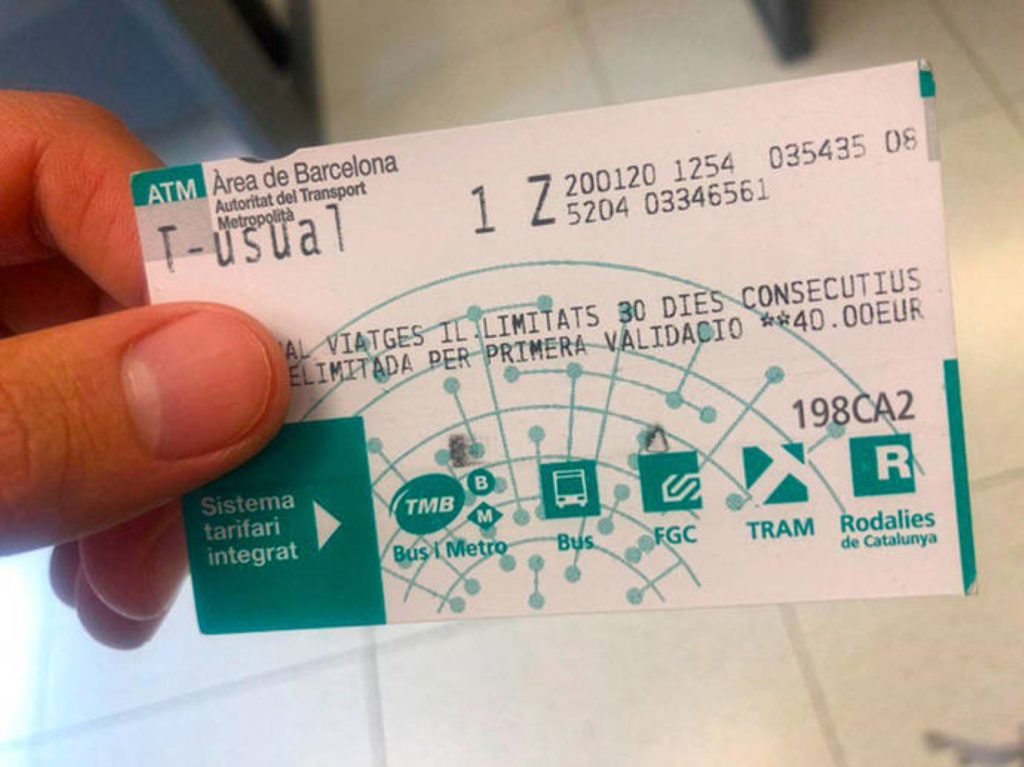 ATM Àrea de Barcelona
Autoritat del Transport
Metropolità
T-usual
1 Z 200120 1254 035435 08
5204 03346561
AL VIATGES IL·LIMITATS 30 DIES CONSECUTIUS
ELIMITADA PER PRIMERA VALIDACIO **40.00EUR
198CA2
Sistema
tarifari
integrat
TMB B
M
R
Bus i Metro
Bus
FGC
TRAM
Rodalies
de Catalunya